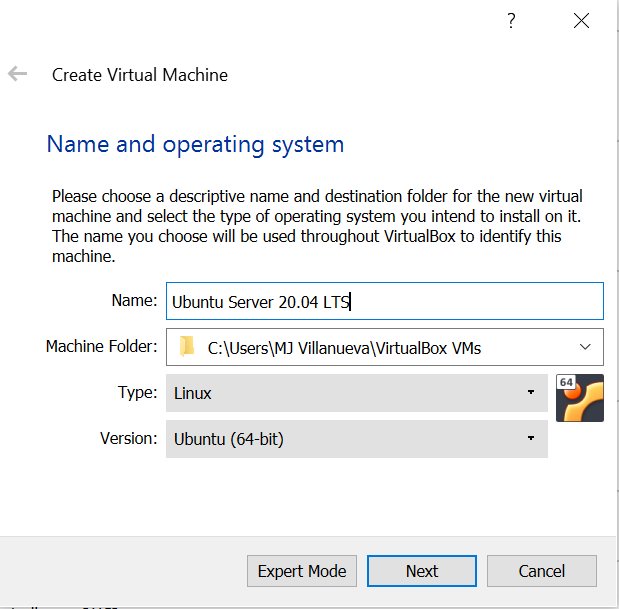 ?
Create Virtual Machine
Name and operating system
Please choose a descriptive name and destination folder for the new virtual
machine and select the type of operating system you intend to install on it.
The name you choose will be used throughout VirtualBox to identify this
machine.
Name: Ubuntu Server 20.04 LTS
Machine Folder: C:\Users\MJ Villanueva\VirtualBox VMs
Type: Linux
64
Version: Ubuntu (64-bit)
Expert Mode Next Cancel